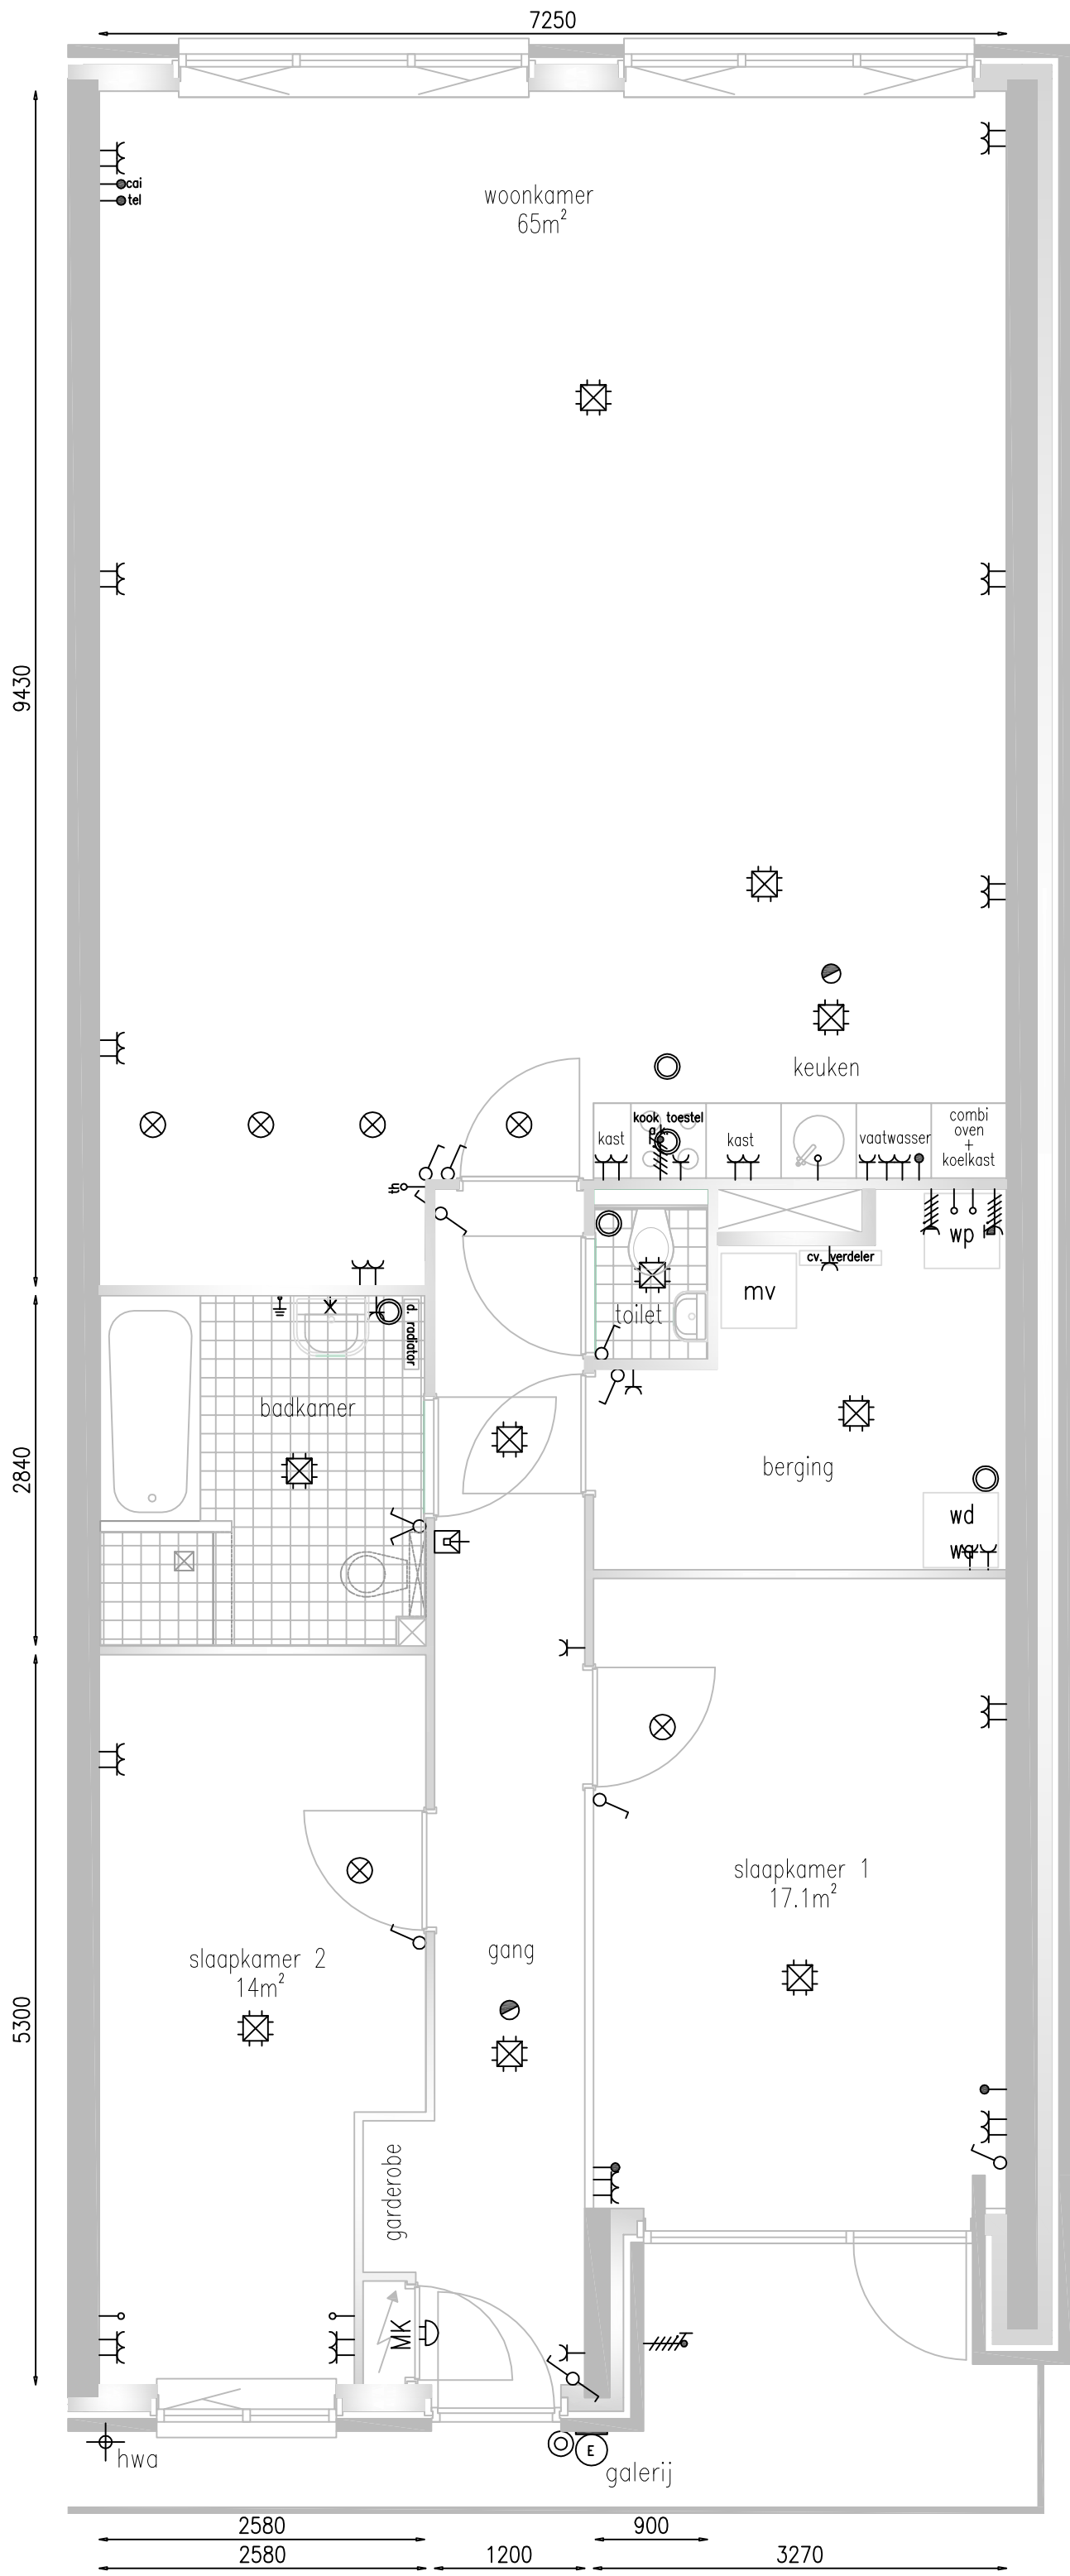 7250
cai
tel
woonkamer
65m²
9430
keuken
kast
kook toestel
kast
vaatwasser
combi
oven
+
koelkast
wp
cv. verdeler
mv
toilet
d. radiator
badkamer
2840
berging
wd
slaapkamer 1
17.1m²
gang
slaapkamer 2
14m²
5300
garderobe
MK
E
hwa
galerij
2580
900
2580
1200
3270